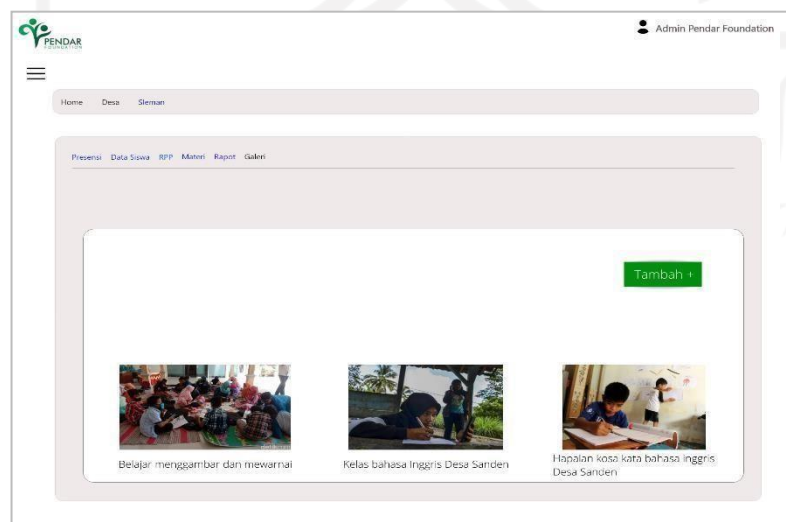 PENDAR
FOUNDATION
Admin Pendar Foundation
Home Desa Sleman
Presensi Data Siswa RPP Materi Rapot Galeri
Tambah +
Belajar menggambar dan mewarnai
Kelas bahasa Inggris Desa Sanden
Hapalan kosa kata bahasa inggris
Desa Sanden